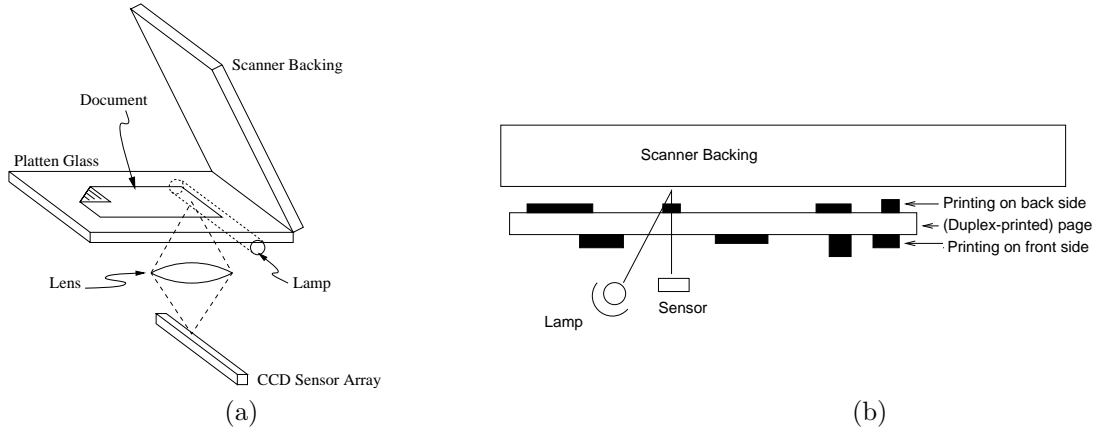 Scanner Backing
Document
Platten Glass
Lens
Lamp
CCD Sensor Array
(a)
Scanner Backing
Printing on back side
(Duplex-printed) page
Printing on front side
Sensor
Lamp
(b)